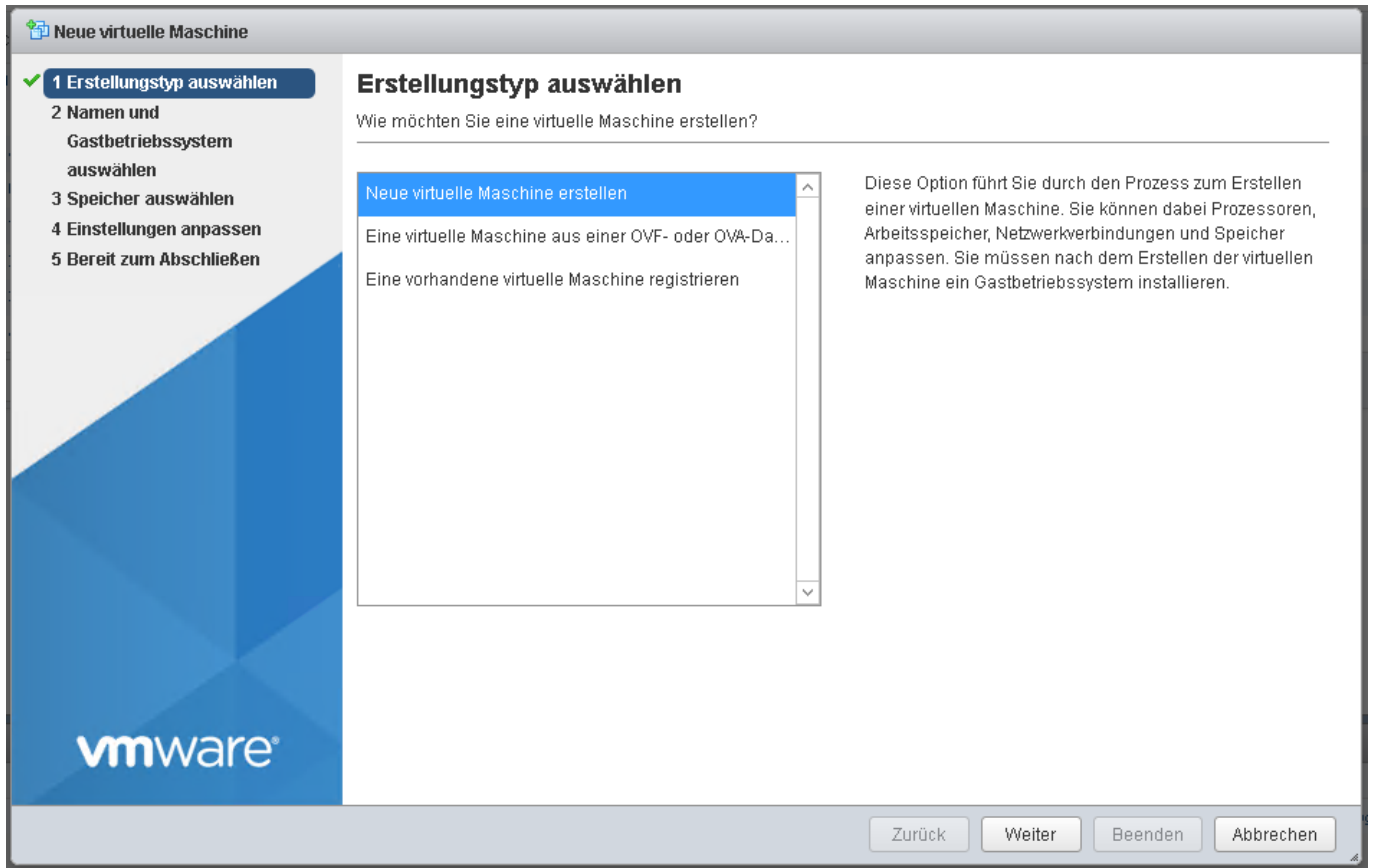 Neue virtuelle Maschine
1 Erstellungstyp auswählen
2 Namen und
Gastbetriebssystem
auswählen
3 Speicher auswählen
4 Einstellungen anpassen
5 Bereit zum Abschließen
Erstellungstyp auswählen
Wie möchten Sie eine virtuelle Maschine erstellen?
Neue virtuelle Maschine erstellen
Eine virtuelle Maschine aus einer OVF- oder OVA-Da...
Eine vorhandene virtuelle Maschine registrieren
Diese Option führt Sie durch den Prozess zum Erstellen
einer virtuellen Maschine. Sie können dabei Prozessoren,
Arbeitsspeicher, Netzwerkverbindungen und Speicher
anpassen. Sie müssen nach dem Erstellen der virtuellen
Maschine ein Gastbetriebssystem installieren.
vmware®
Zurück Weiter Beenden Abbrechen